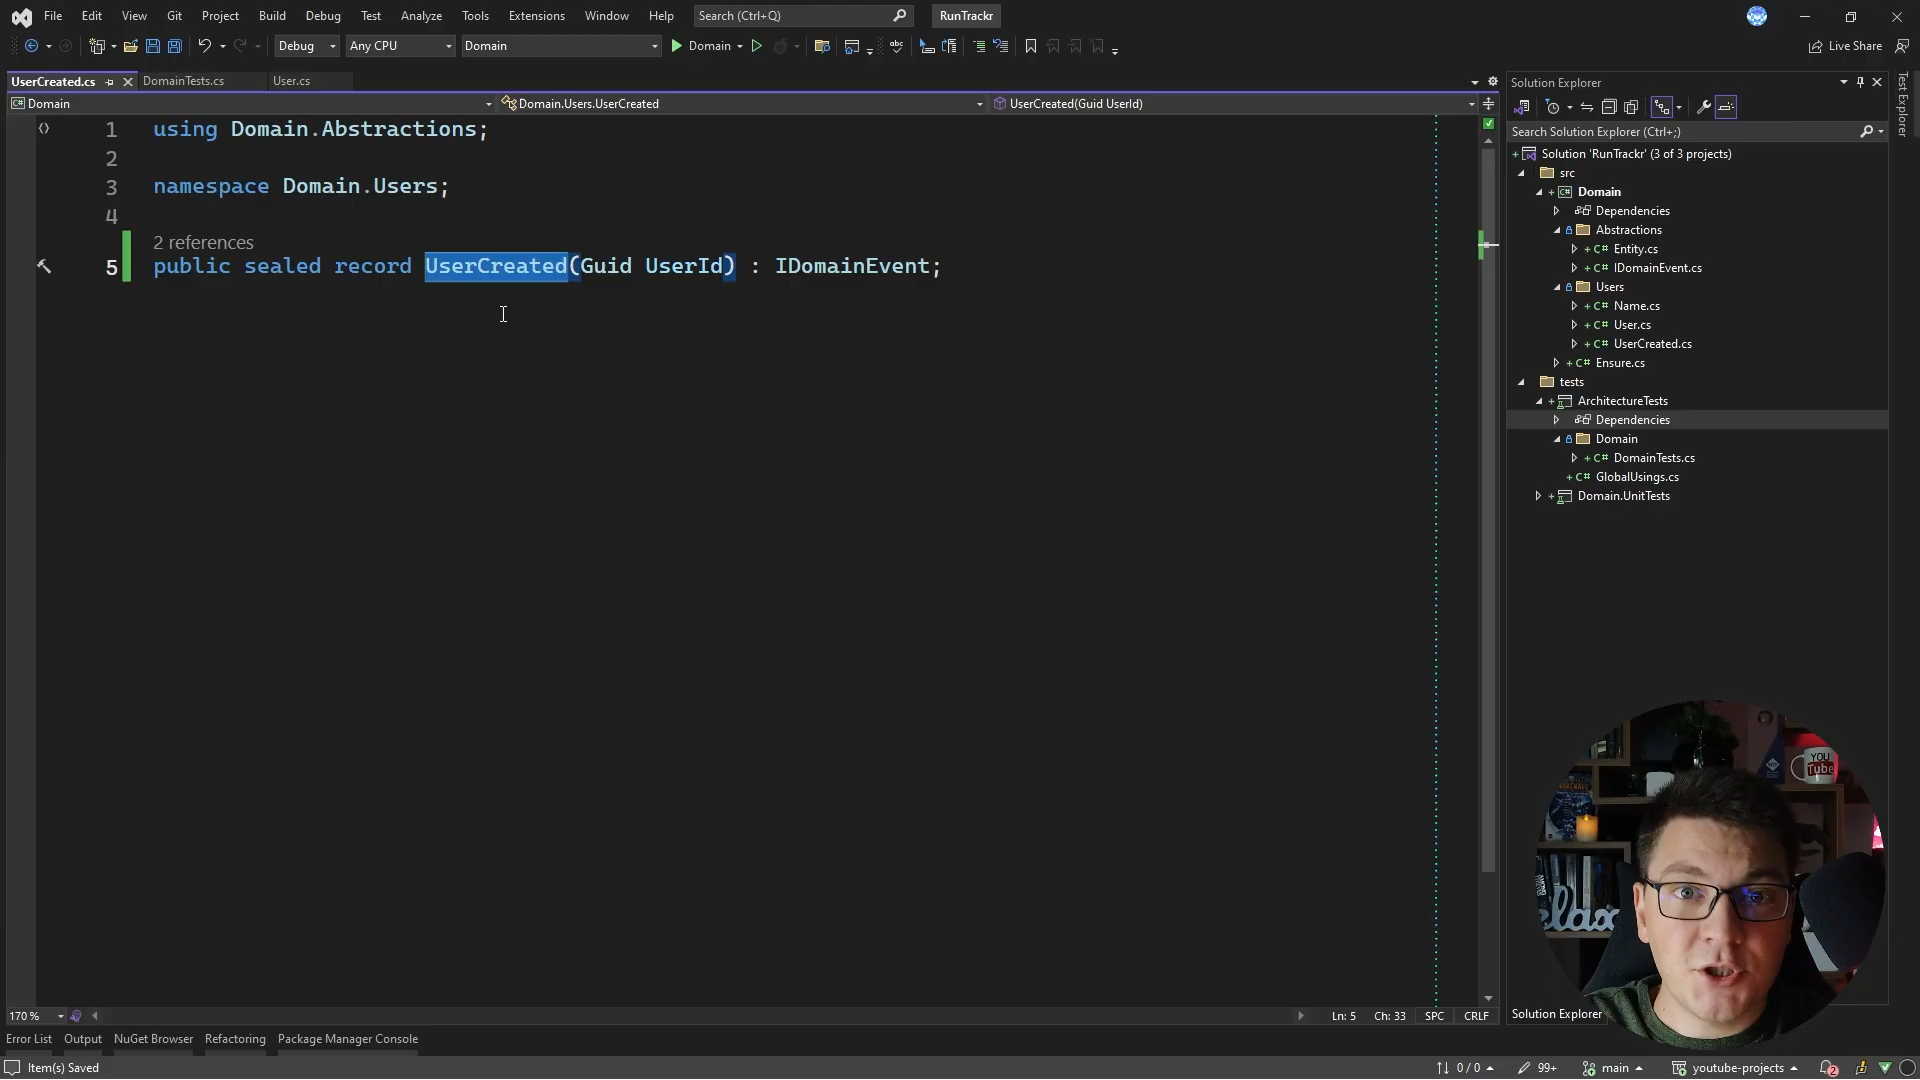 File Edit View Git Project Build Debug Test Analyze Tools Extensions Window Help Search (Ctrl+Q) RunTrackr
Debug Any CPU Domain Domain Live Share
UserCreated.cs DomainTests.cs User.cs
Domain Domain.Users.UserCreated UserCreated(Guid UserId)
1 using Domain.Abstractions;
2
3 namespace Domain.Users;
4
2 references
5 public sealed record UserCreated(Guid UserId) : IDomainEvent;
Solution Explorer
Search Solution Explorer (Ctrl+;)
Solution 'RunTrackr' (3 of 3 projects)
src
Domain
Dependencies
Abstractions
Entity.cs
IDomainEvent.cs
Users
Name.cs
User.cs
UserCreated.cs
Ensure.cs
tests
ArchitectureTests
Dependencies
Domain
DomainTests.cs
GlobalUsings.cs
Domain.UnitTests
Test Explorer
YOU
Tube
elax
170 % Ln: 5 Ch: 33 SPC CRLF
Solution Explorer
Error List Output NuGet Browser Refactoring Package Manager Console
Item(s) Saved 0 / 0 99+ main youtube-projects 2